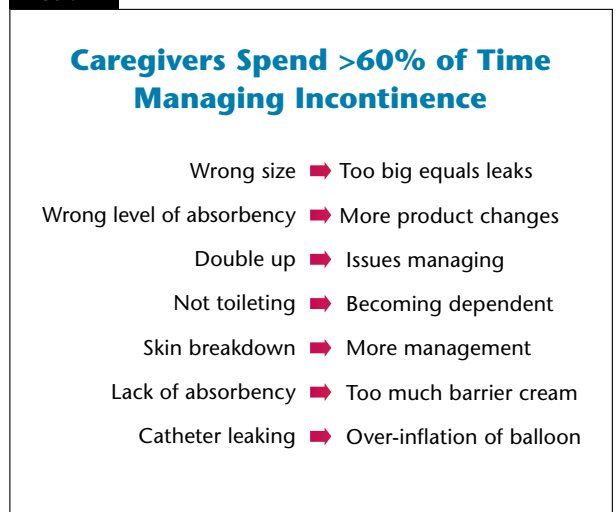 Caregivers Spend >60% of Time
Managing Incontinence
Wrong size ➡ Too big equals leaks
Wrong level of absorbency ➡ More product changes
Double up ➡ Issues managing
Not toileting ➡ Becoming dependent
Skin breakdown ➡ More management
Lack of absorbency ➡ Too much barrier cream
Catheter leaking ➡ Over-inflation of balloon